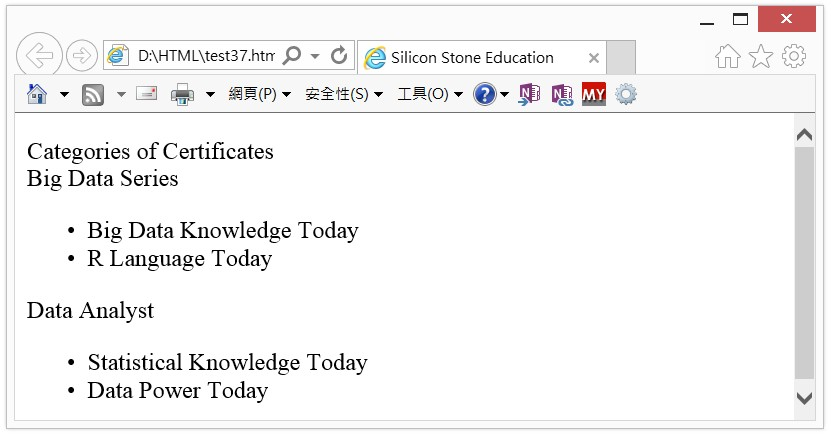 D:\HTML\test37.htm
Silicon Stone Education
網頁(P) 安全性(S) 工具(O) ? N N MY
Categories of Certificates
Big Data Series
• Big Data Knowledge Today
• R Language Today
Data Analyst
• Statistical Knowledge Today
• Data Power Today